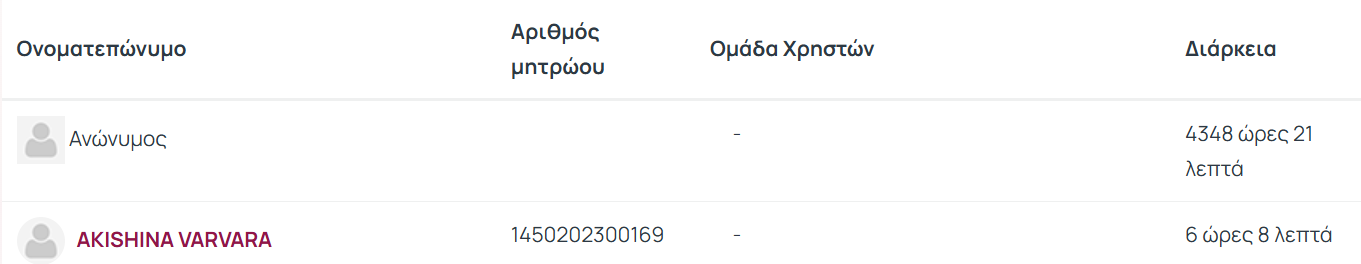 Ονοματεπώνυμο Αριθμός μητρώου Ομάδα Χρηστών Διάρκεια
Ανώνυμος - 4348 ώρες 21 λεπτά
AKISHINA VARVARA 1450202300169 - 6 ώρες 8 λεπτά